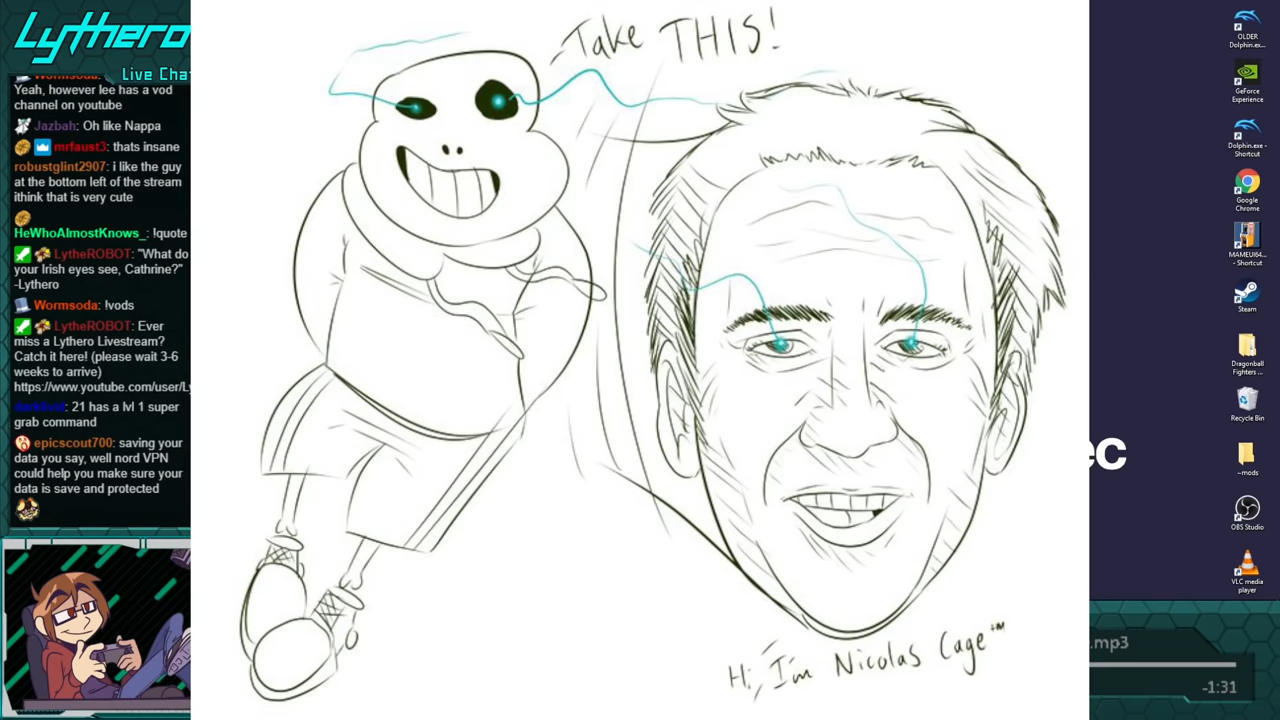 Lythero
Live Chat
Wormsoda:
Yeah, however lee has a vod
channel on youtube
Jazbah: Oh like Nappa
mrfaust3: thats insane
robustglint2907: i like the guy
at the bottom left of the stream
ithink that is very cute
HeWhoAlmostKnows_: !quote
LytheROBOT: "What do
your Irish eyes see, Cathrine?"
-Lythero
Wormsoda: !vods
LytheROBOT: Ever
miss a Lythero Livestream?
Catch it here! (please wait 3-6
weeks to arrive)
https://www.youtube.com/user/Ly
: 21 has a lvl 1 super
grab command
epicscout700: saving your
data you say, well nord VPN
could help you make sure your
data is save and protected
Take THIS!
Hi, I'm Nicolas Cage™
ec
OLDER
Dolphin.ex...
GeForce
Experience
Dolphin.exe -
Shortcut
Google
Chrome
MAMEUI64...
- Shortcut
Steam
Dragonball
Fighters ...
Recycle Bin
~mods
OBS Studio
VLC media
player
.mp3
-1:31